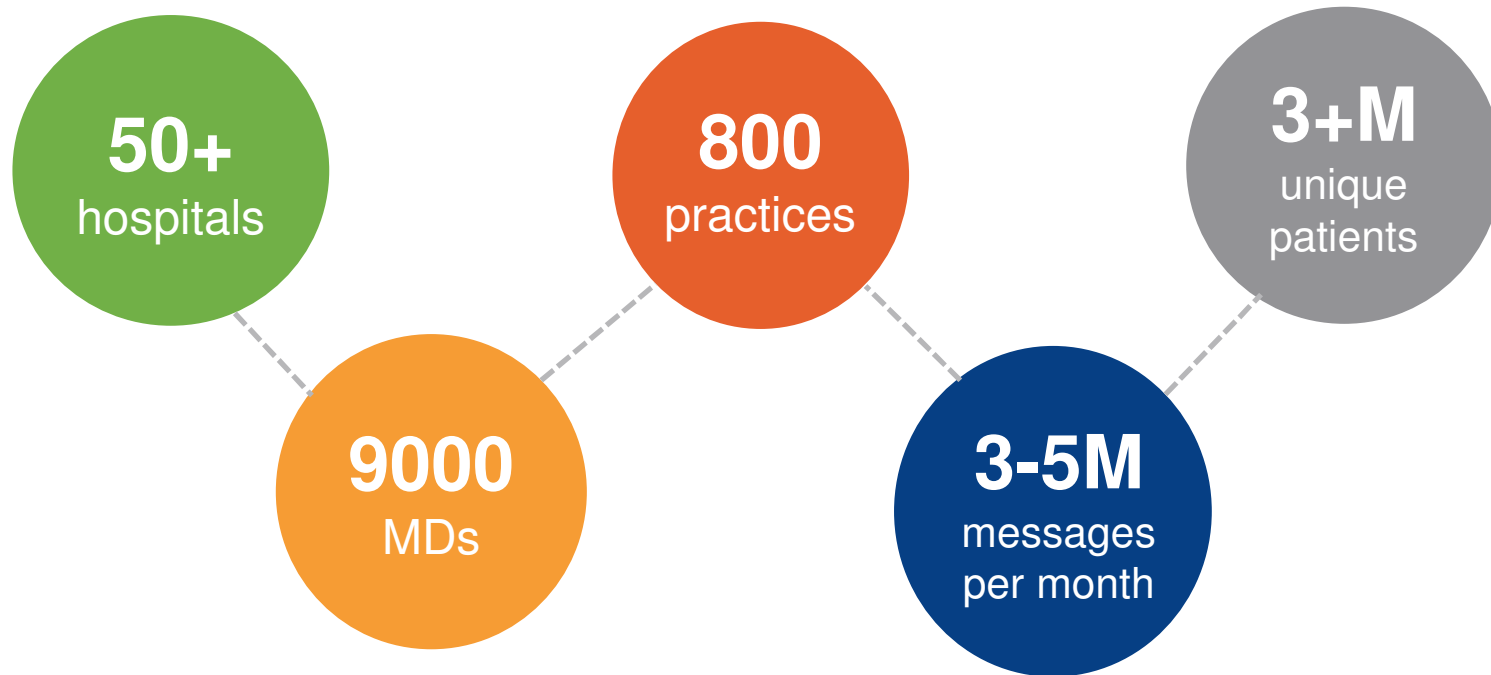 50+
hospitals
9000
MDs
800
practices
3-5M
messages
per month
3+M
unique
patients